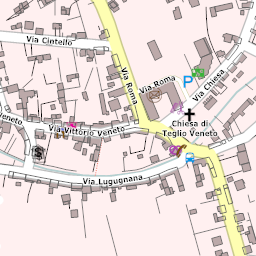 Via Cintello
Via Roma
Via Roma
Via Chiesa
P
Chiesa di
Teglio Veneto
Via Vittorio Veneto
Veneto
Via Lugugnana